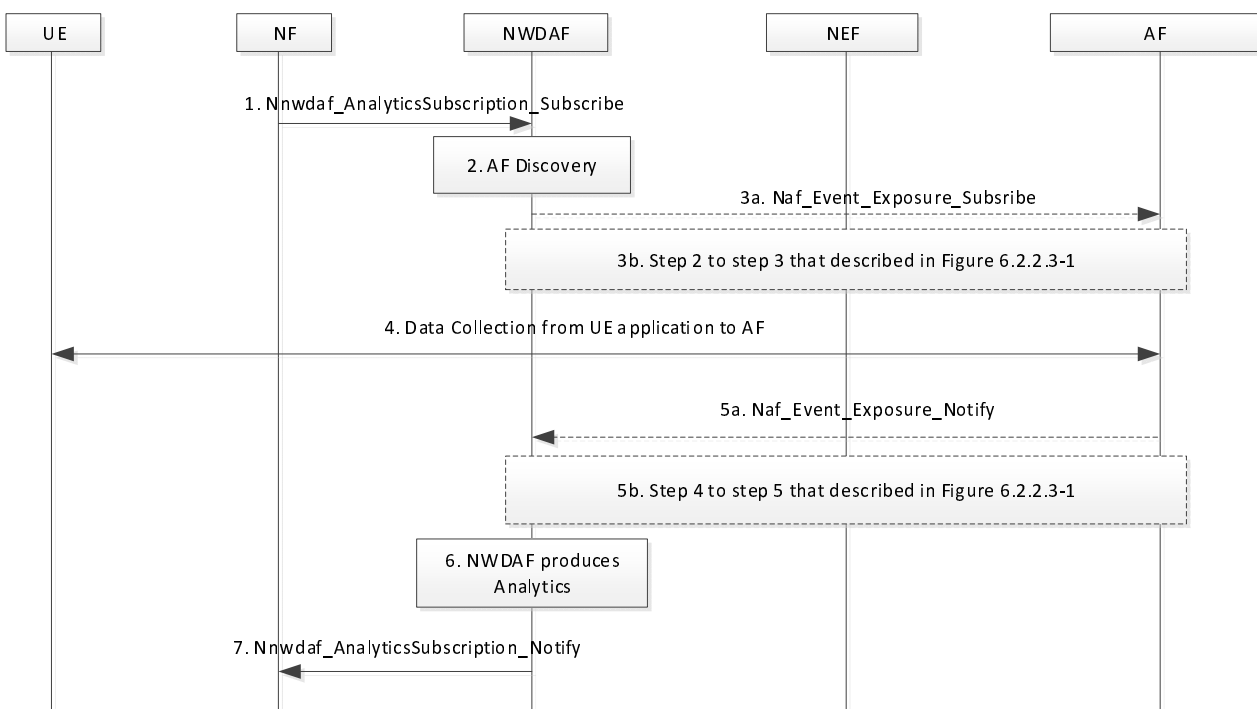 UE
NF
NWDAF
NEF
AF
1. Nnwdaf_AnalyticsSubscription_Subscribe
2. AF Discovery
3a. Naf_Event_Exposure_Subsribe
3b. Step 2 to step 3 that described in Figure 6.2.2.3-1
4. Data Collection from UE application to AF
5a. Naf_Event_Exposure_Notify
5b. Step 4 to step 5 that described in Figure 6.2.2.3-1
6. NWDAF produces
Analytics
7. Nnwdaf_AnalyticsSubscription_Notify